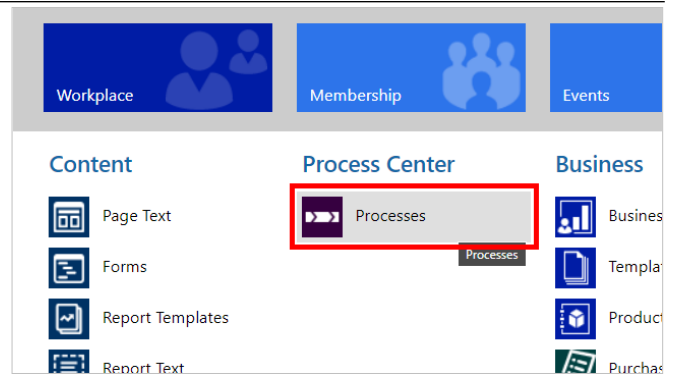 Workplace
Membership
Events
Content
Process Center
Business
Page Text
Processes
Forms
Processes
Report Templates
Report Text